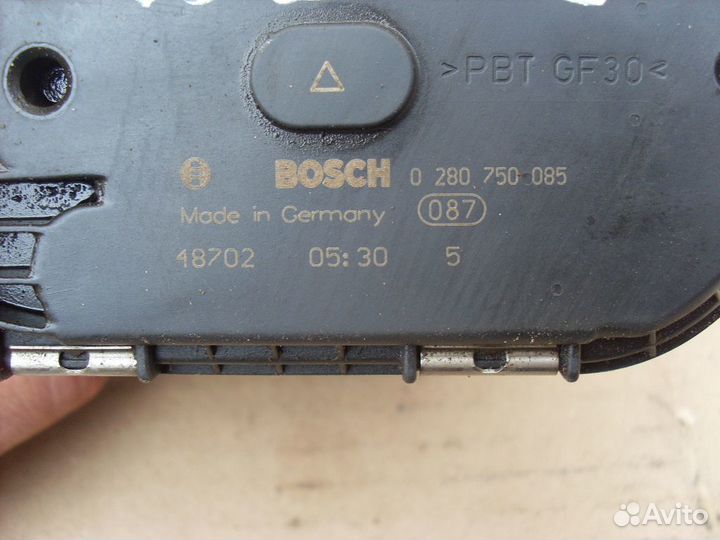 >PBT GF30<
BOSCH 0 280 750 085
Made in Germany 087
48702 05:30 5
Avito